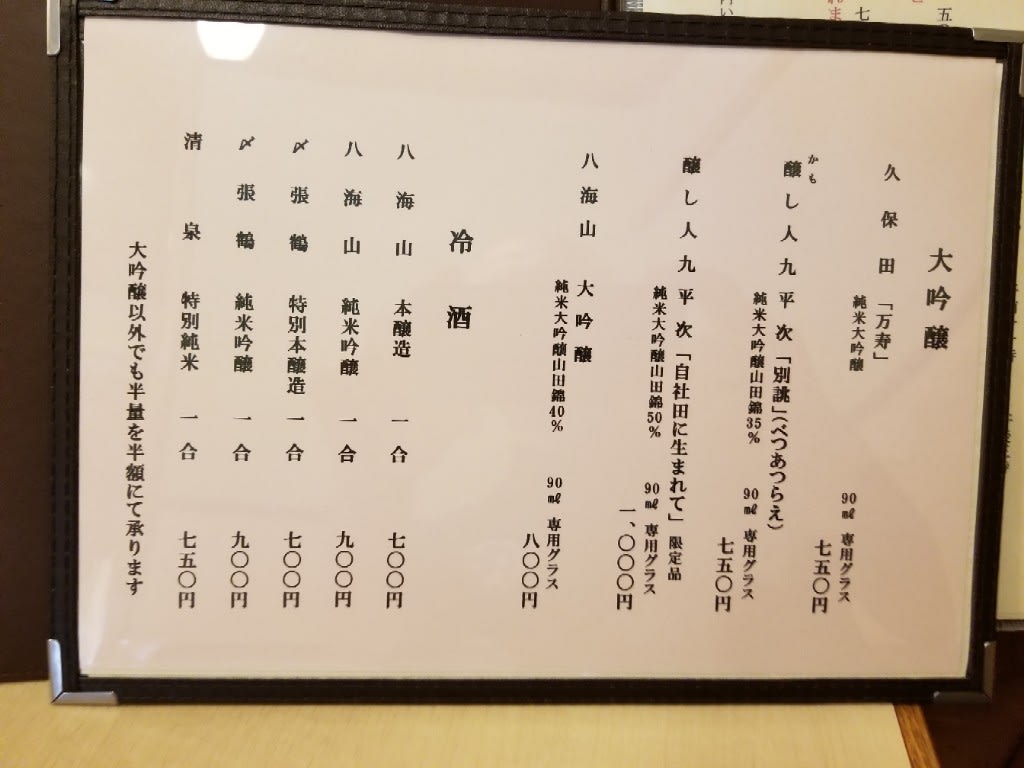 大吟醸
久保田「万寿」
純米大吟醸
90㎖ 専用グラス
七五〇円
かも
醸し人九平次「別誂」(べつあつらえ)
純米大吟醸山田錦35%
90㎖ 専用グラス
七五〇円
醸し人九平次「自社田に生まれて」限定品
純米大吟醸山田錦50%
90㎖ 専用グラス
一、〇〇〇円
八海山 大吟醸
純米大吟醸山田錦40%
90㎖ 専用グラス
八〇〇円
冷酒
八海山 本醸造 一合 七〇〇円
八海山 純米吟醸 一合 九〇〇円
〆張鶴 特別本醸造 一合 七〇〇円
〆張鶴 純米吟醸 一合 九〇〇円
清泉 特別純米 一合 七五〇円
大吟醸以外でも半量を半額にて承ります